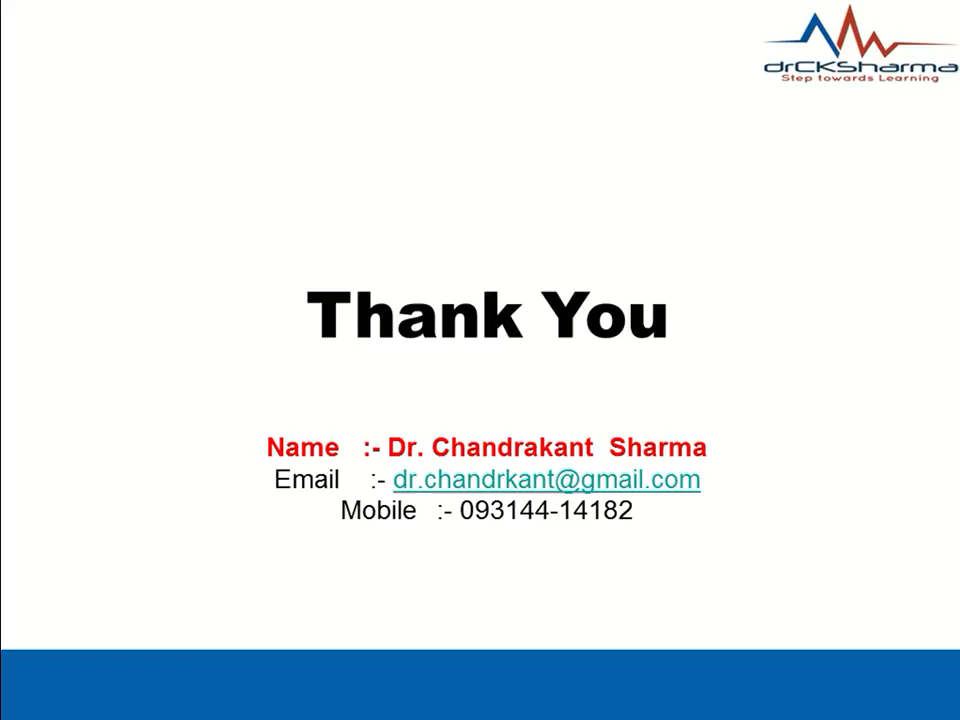 drCKSharma
Step towards Learning
Thank You
Name :- Dr. Chandrakant Sharma
Email :- dr.chandrkant@gmail.com
Mobile :- 093144-14182